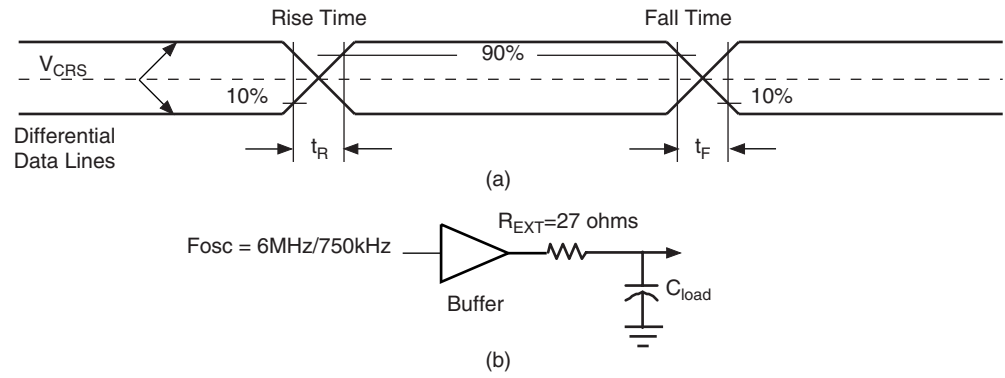 Rise Time
Fall Time
V_CRS
90%
10%
10%
Differential
Data Lines
t_R
t_F
(a)
R_EXT=27 ohms
Fosc = 6MHz/750kHz
C_load
Buffer
(b)